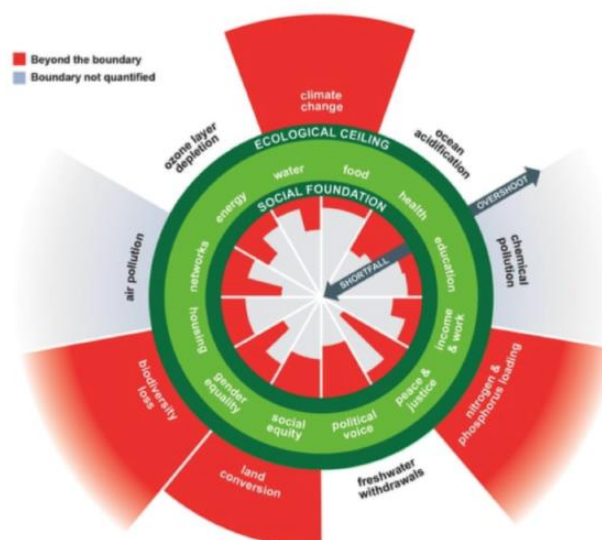 Beyond the boundary
Boundary not quantified
climate
change
ozone layer
depletion
ocean
acidification
ECOLOGICAL CEILING
water
food
energy
health
SOCIAL FOUNDATION
OVERSHOOT
SHORTFALL
networks
education
air pollution
chemical
pollution
housing
income
& work
gender
equality
peace &
justice
social
equity
political
voice
biodiversity
loss
nitrogen &
phosphorus loading
land
conversion
freshwater
withdrawals